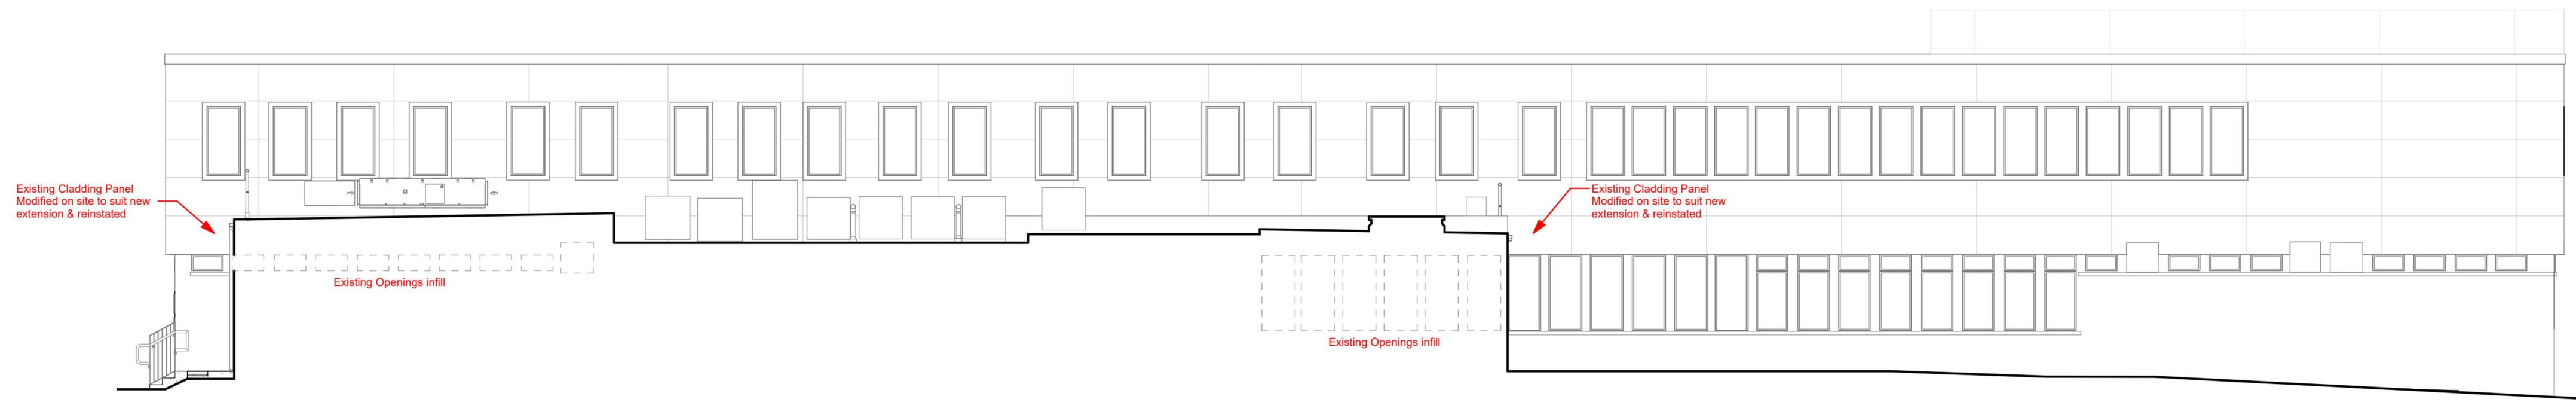 Existing Cladding Panel
Modified on site to suit new
extension & reinstated
Existing Openings infill
Existing Openings infill
Existing Cladding Panel
Modified on site to suit new
extension & reinstated